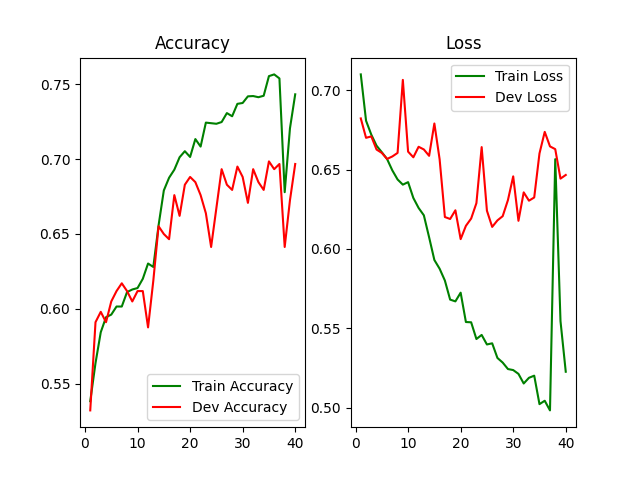 Accuracy
0.75
0.70
0.65
0.60
0.55
Train Accuracy
Dev Accuracy
0 10 20 30 40
Loss
0.70
0.65
0.60
0.55
0.50
Train Loss
Dev Loss
0 10 20 30 40